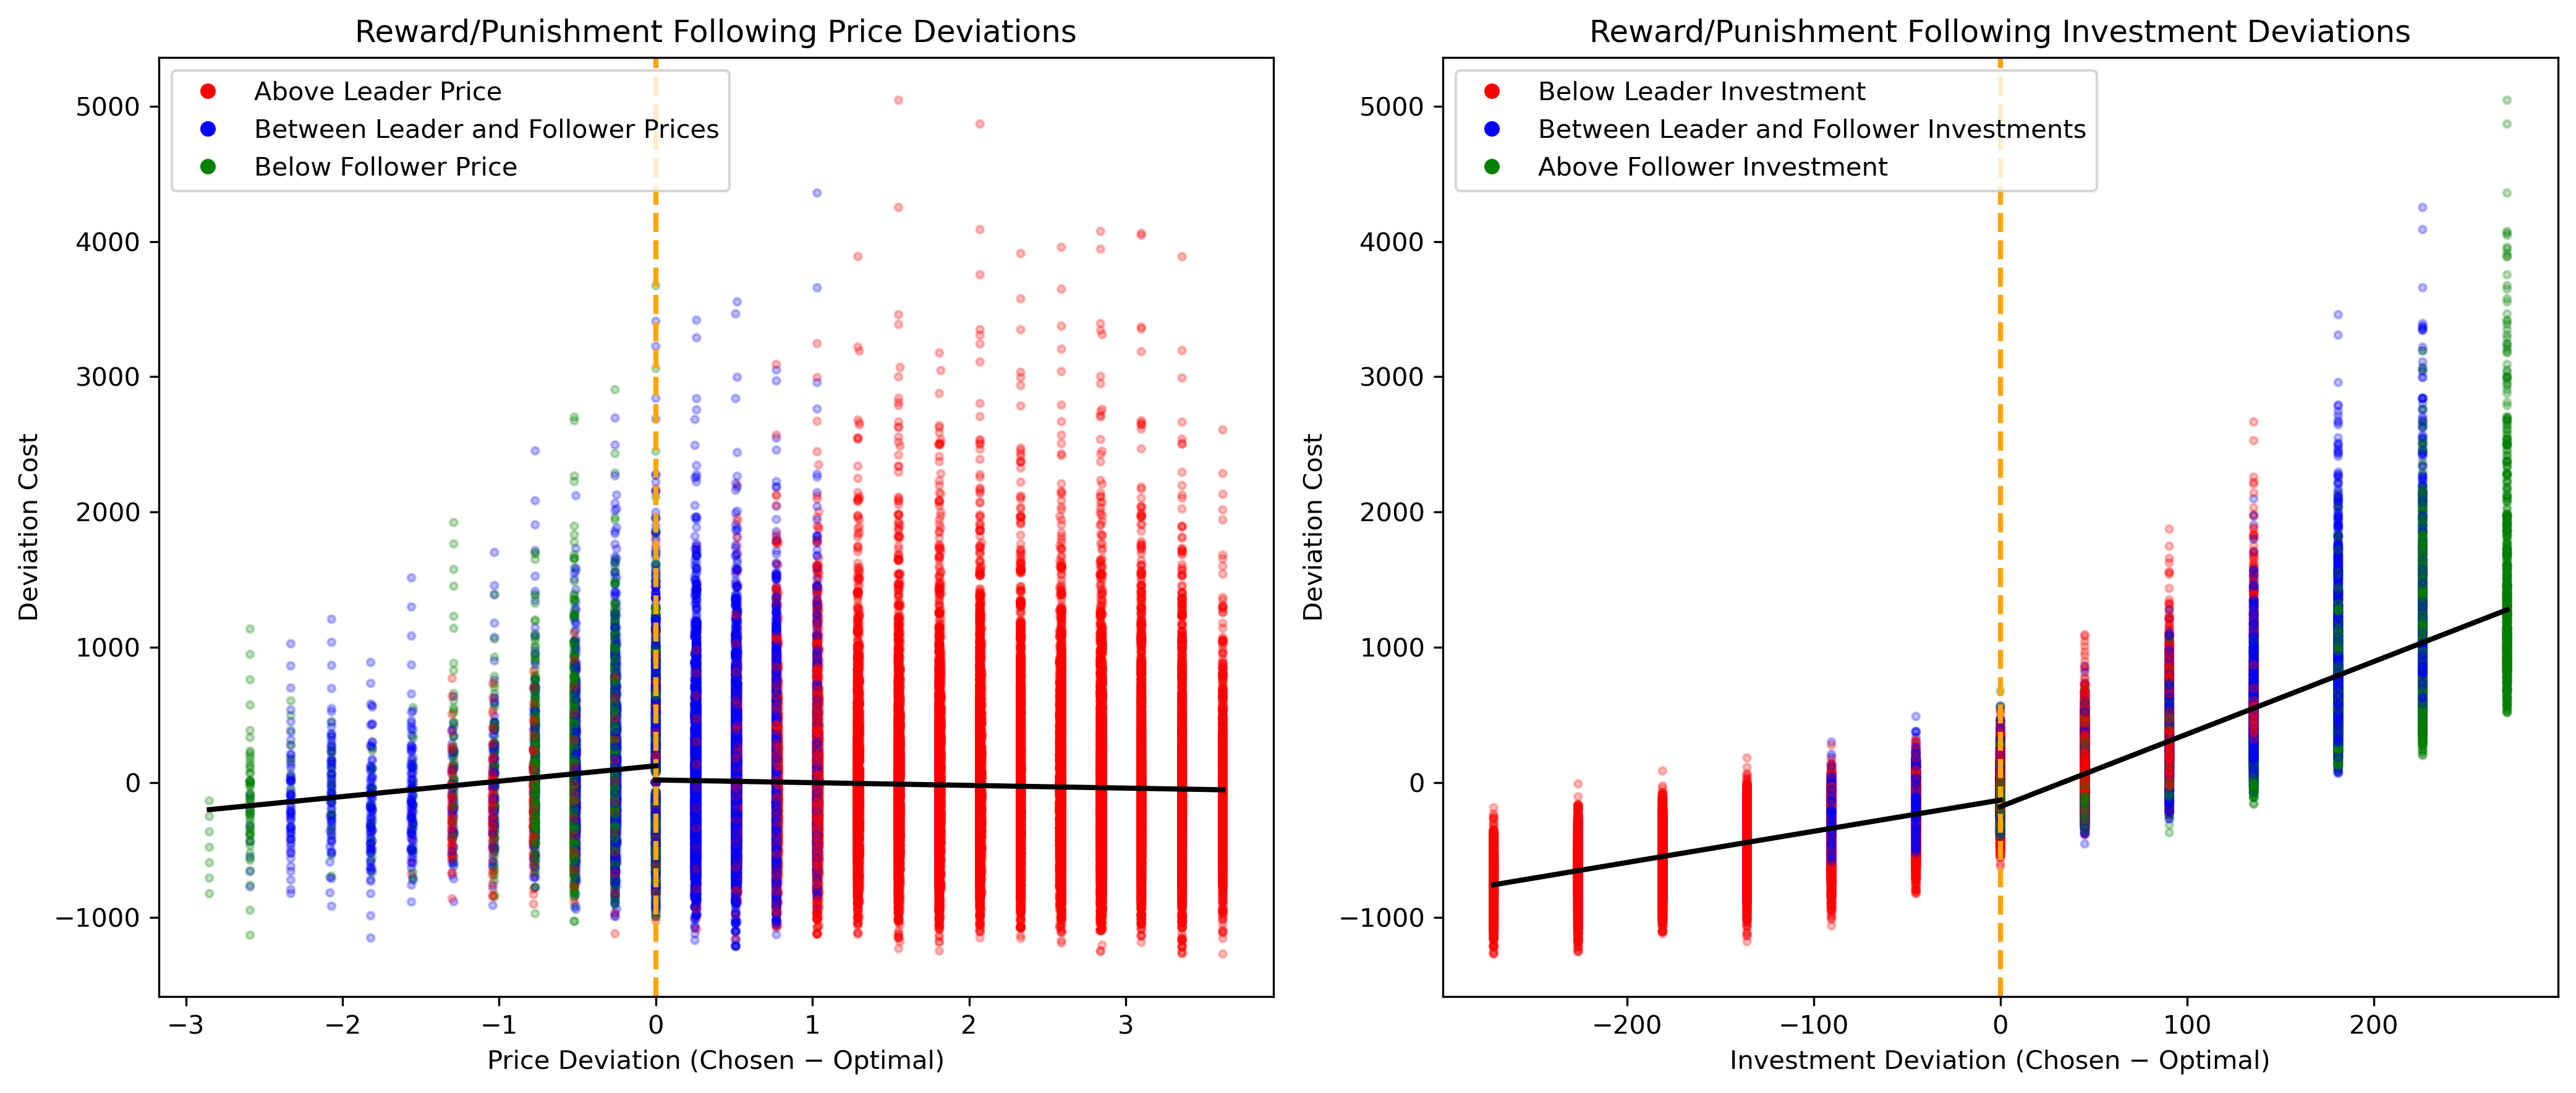 Reward/Punishment Following Price Deviations
Above Leader Price
Between Leader and Follower Prices
Below Follower Price
5000
4000
3000
2000
1000
0
−1000
Deviation Cost
−3
−2
−1
0
1
2
3
Price Deviation (Chosen − Optimal)
Reward/Punishment Following Investment Deviations
Below Leader Investment
Between Leader and Follower Investments
Above Follower Investment
5000
4000
3000
2000
1000
0
−1000
Deviation Cost
−200
−100
0
100
200
Investment Deviation (Chosen − Optimal)